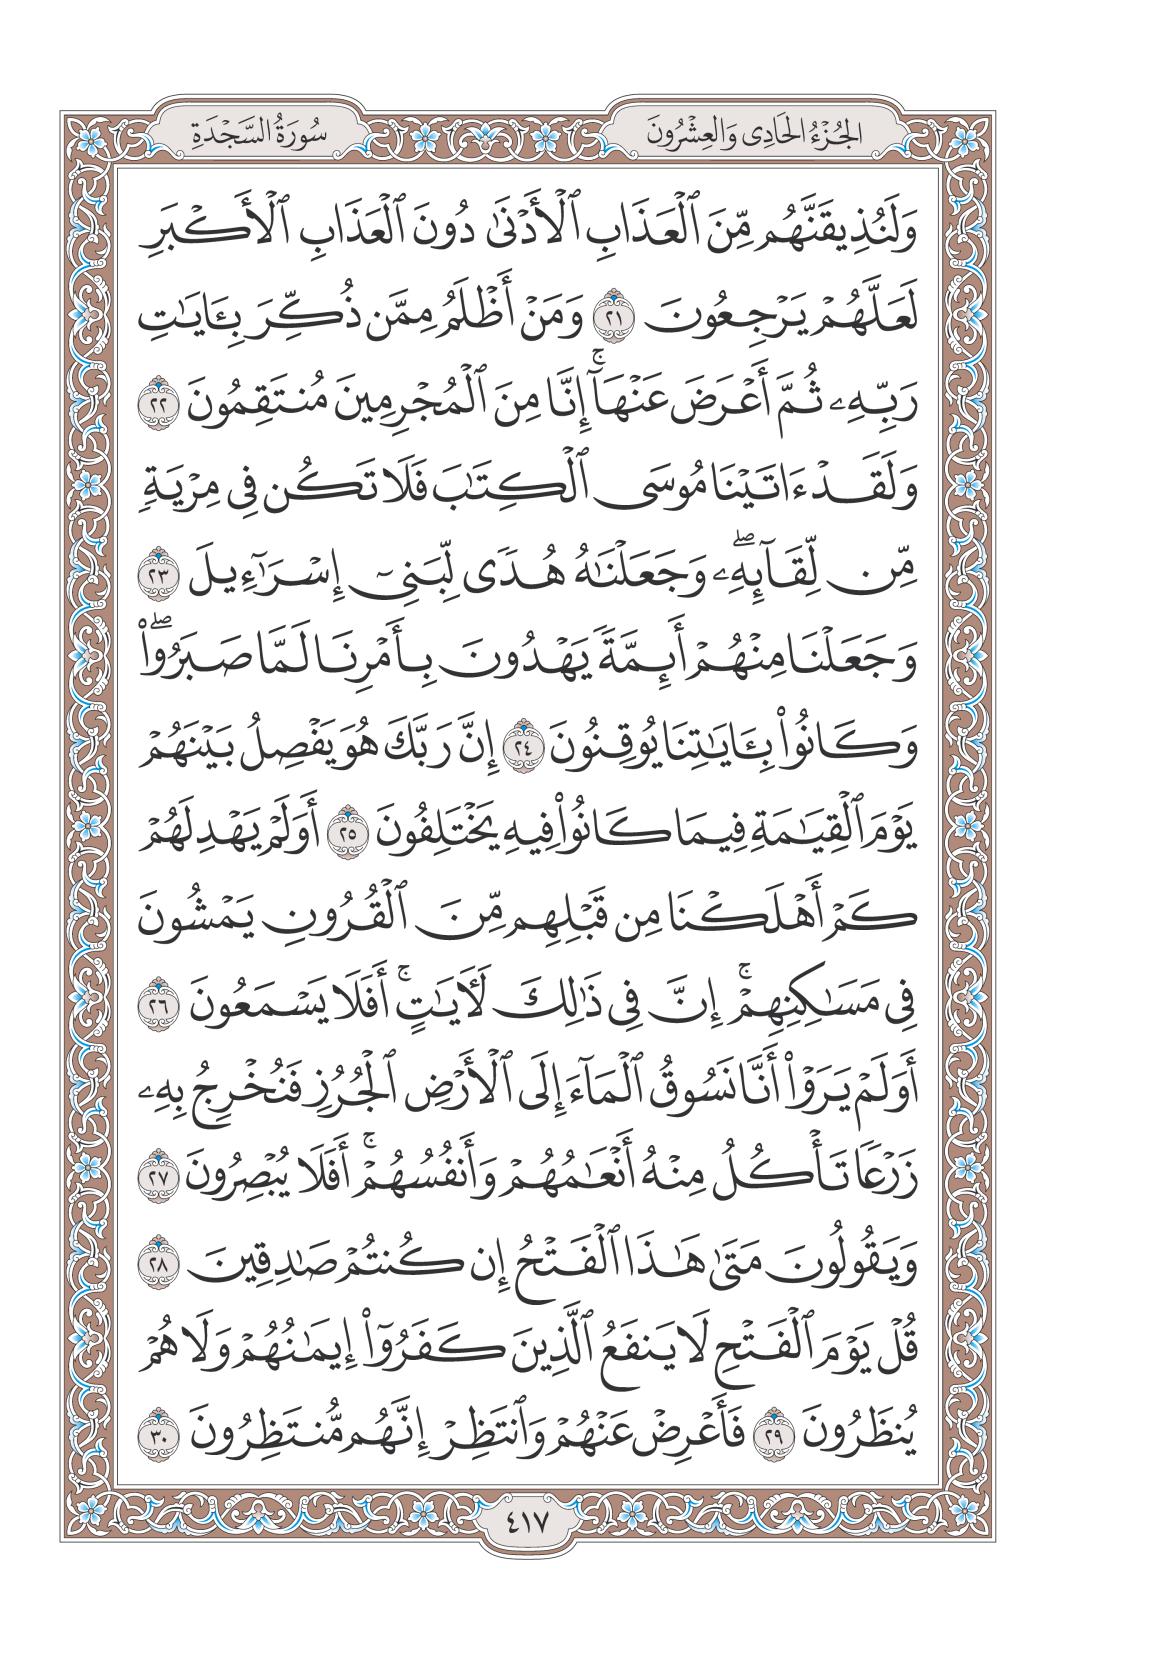 الجُزْءُ الحَادِى وَالعِشْرُونَ
سُورَةُ السَّجْدَةِ
وَلَنُذِيقَنَّهُم مِّنَ ٱلْعَذَابِ ٱلْأَدْنَىٰ دُونَ ٱلْعَذَابِ ٱلْأَكْبَرِ
لَعَلَّهُمْ يَرْجِعُونَ ٢١ وَمَنْ أَظْلَمُ مِمَّن ذُكِّرَ بِـَٔايَـٰتِ
رَبِّهِۦ ثُمَّ أَعْرَضَ عَنْهَآ ۚ إِنَّا مِنَ ٱلْمُجْرِمِينَ مُنتَقِمُونَ ٢٢
وَلَقَدْ ءَاتَيْنَا مُوسَى ٱلْكِتَـٰبَ فَلَا تَكُن فِى مِرْيَةٍ
مِّن لِّقَآئِهِۦ ۖ وَجَعَلْنَـٰهُ هُدًى لِّبَنِىٓ إِسْرَٰٓءِيلَ ٢٣
وَجَعَلْنَا مِنْهُمْ أَئِمَّةً يَهْدُونَ بِأَمْرِنَا لَمَّا صَبَرُوا۟ ۖ
وَكَانُوا۟ بِـَٔايَـٰتِنَا يُوقِنُونَ ٢٤ إِنَّ رَبَّكَ هُوَ يَفْصِلُ بَيْنَهُمْ
يَوْمَ ٱلْقِيَـٰمَةِ فِيمَا كَانُوا۟ فِيهِ يَخْتَلِفُونَ ٢٥ أَوَلَمْ يَهْدِ لَهُمْ
كَمْ أَهْلَكْنَا مِن قَبْلِهِم مِّنَ ٱلْقُرُونِ يَمْشُونَ
فِى مَسَـٰكِنِهِمْ ۚ إِنَّ فِى ذَٰلِكَ لَـَٔايَـٰتٍ ۚ أَفَلَا يَسْمَعُونَ ٢٦
أَوَلَمْ يَرَوْا۟ أَنَّا نَسُوقُ ٱلْمَآءَ إِلَى ٱلْأَرْضِ ٱلْجُرُزِ فَنُخْرِجُ بِهِۦ
زَرْعًا تَأْكُلُ مِنْهُ أَنْعَـٰمُهُمْ وَأَنفُسُهُمْ ۚ أَفَلَا يُبْصِرُونَ ٢٧
وَيَقُولُونَ مَتَىٰ هَـٰذَا ٱلْفَتْحُ إِن كُنتُمْ صَـٰدِقِينَ ٢٨
قُلْ يَوْمَ ٱلْفَتْحِ لَا يَنفَعُ ٱلَّذِينَ كَفَرُوٓا۟ إِيمَـٰنُهُمْ وَلَا هُمْ
يُنظَرُونَ ٢٩ فَأَعْرِضْ عَنْهُمْ وَٱنتَظِرْ إِنَّهُم مُّنتَظِرُونَ ٣٠
٤١٧